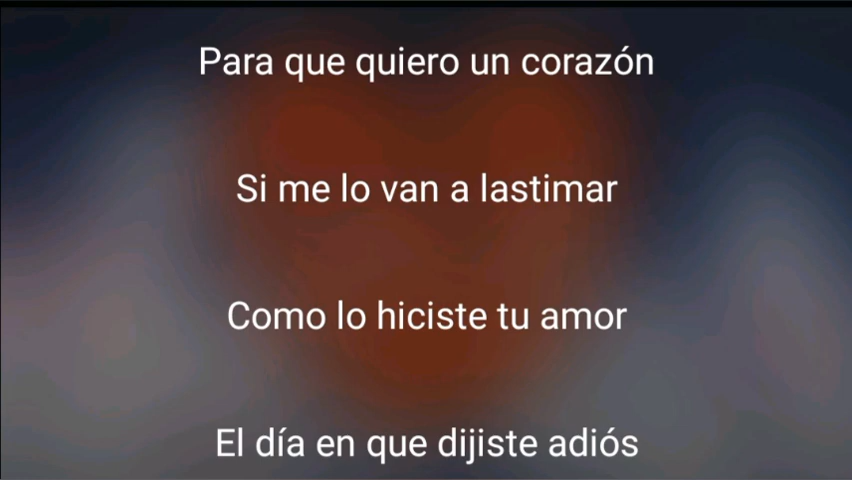 Para que quiero un corazón
Si me lo van a lastimar
Como lo hiciste tu amor
El día en que dijiste adiós